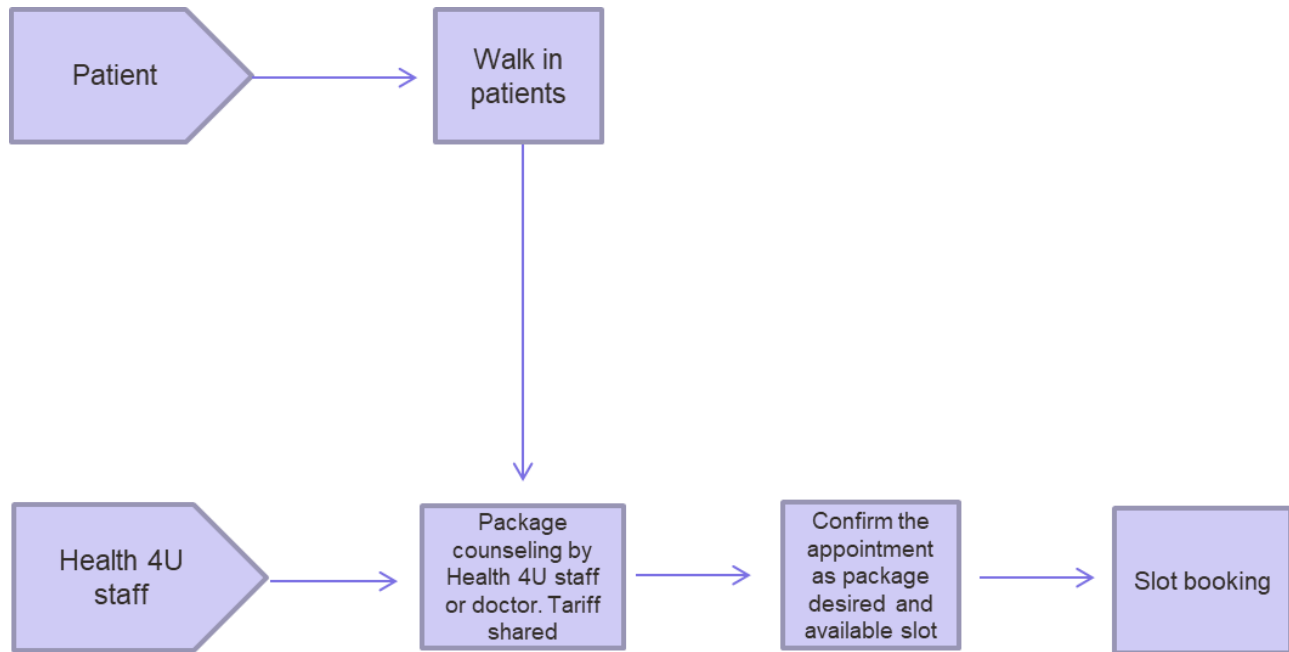 Patient
Walk in
patients
Health 4U
staff
Package
counseling by
Health 4U staff
or doctor. Tariff
shared
Confirm the
appointment
as package
desired and
available slot
Slot booking